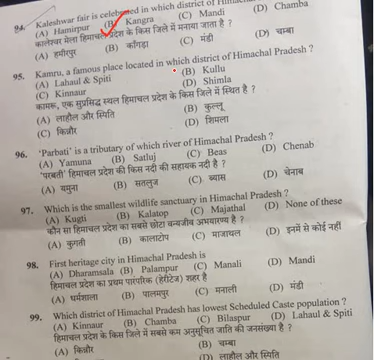 94. Kaleshwar fair is celebrated in which district of Himachal Pradesh ?
(A) Hamirpur (B) Kangra (C) Mandi (D) Chamba
कालेश्वर मेला हिमाचल प्रदेश के किस जिले में मनाया जाता है ?
(A) हमीरपुर (B) काँगड़ा (C) मंडी (D) चम्बा
95. Kamru, a famous place located in which district of Himachal Pradesh ?
(A) Lahaul & Spiti (B) Kullu
(C) Kinnaur (D) Shimla
कामरू, एक सुप्रसिद्ध स्थल हिमाचल प्रदेश के किस जिले में स्थित है ?
(A) लाहौल और स्पिति (B) कुल्लू
(C) किन्नौर (D) शिमला
96. 'Parbati' is a tributary of which river of Himachal Pradesh ?
(A) Yamuna (B) Satluj (C) Beas (D) Chenab
'परबती' हिमाचल प्रदेश की किस नदी की सहायक नदी है ?
(A) यमुना (B) सतलुज (C) ब्यास (D) चेनाब
97. Which is the smallest wildlife sanctuary in Himachal Pradesh ?
(A) Kugti (B) Kalatop (C) Majathal (D) None of these
कौन सा हिमाचल प्रदेश का सबसे छोटा वन्यजीव अभयारण्य है ?
(A) कुगती (B) कालाटोप (C) माजाथल (D) इनमें से कोई नहीं
98. First heritage city in Himachal Pradesh is
(A) Dharamsala (B) Palampur (C) Manali (D) Mandi
हिमाचल प्रदेश का प्रथम पारंपरिक (हेरीटेज) शहर है
(A) धर्मशाला (B) पालमपुर (C) मनाली (D) मंडी
99. Which district of Himachal Pradesh has lowest Scheduled Caste population ?
(A) Kinnaur (B) Chamba (C) Bilaspur (D) Lahaul & Spiti
हिमाचल प्रदेश के किस जिले में सबसे कम अनुसूचित जाति की जनसंख्या है ?
(A) किन्नौर (B) चम्बा
(D) लाहौल और स्पिति